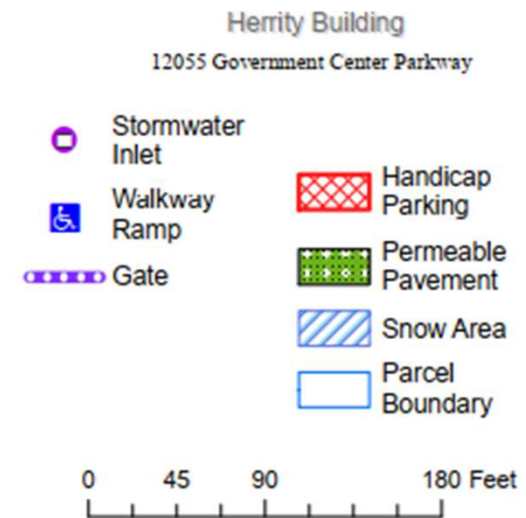 Herrity Building
12055 Government Center Parkway
Stormwater
Inlet
Walkway
Ramp
Gate
Handicap
Parking
Permeable
Pavement
Snow Area
Parcel
Boundary
0 45 90 180 Feet